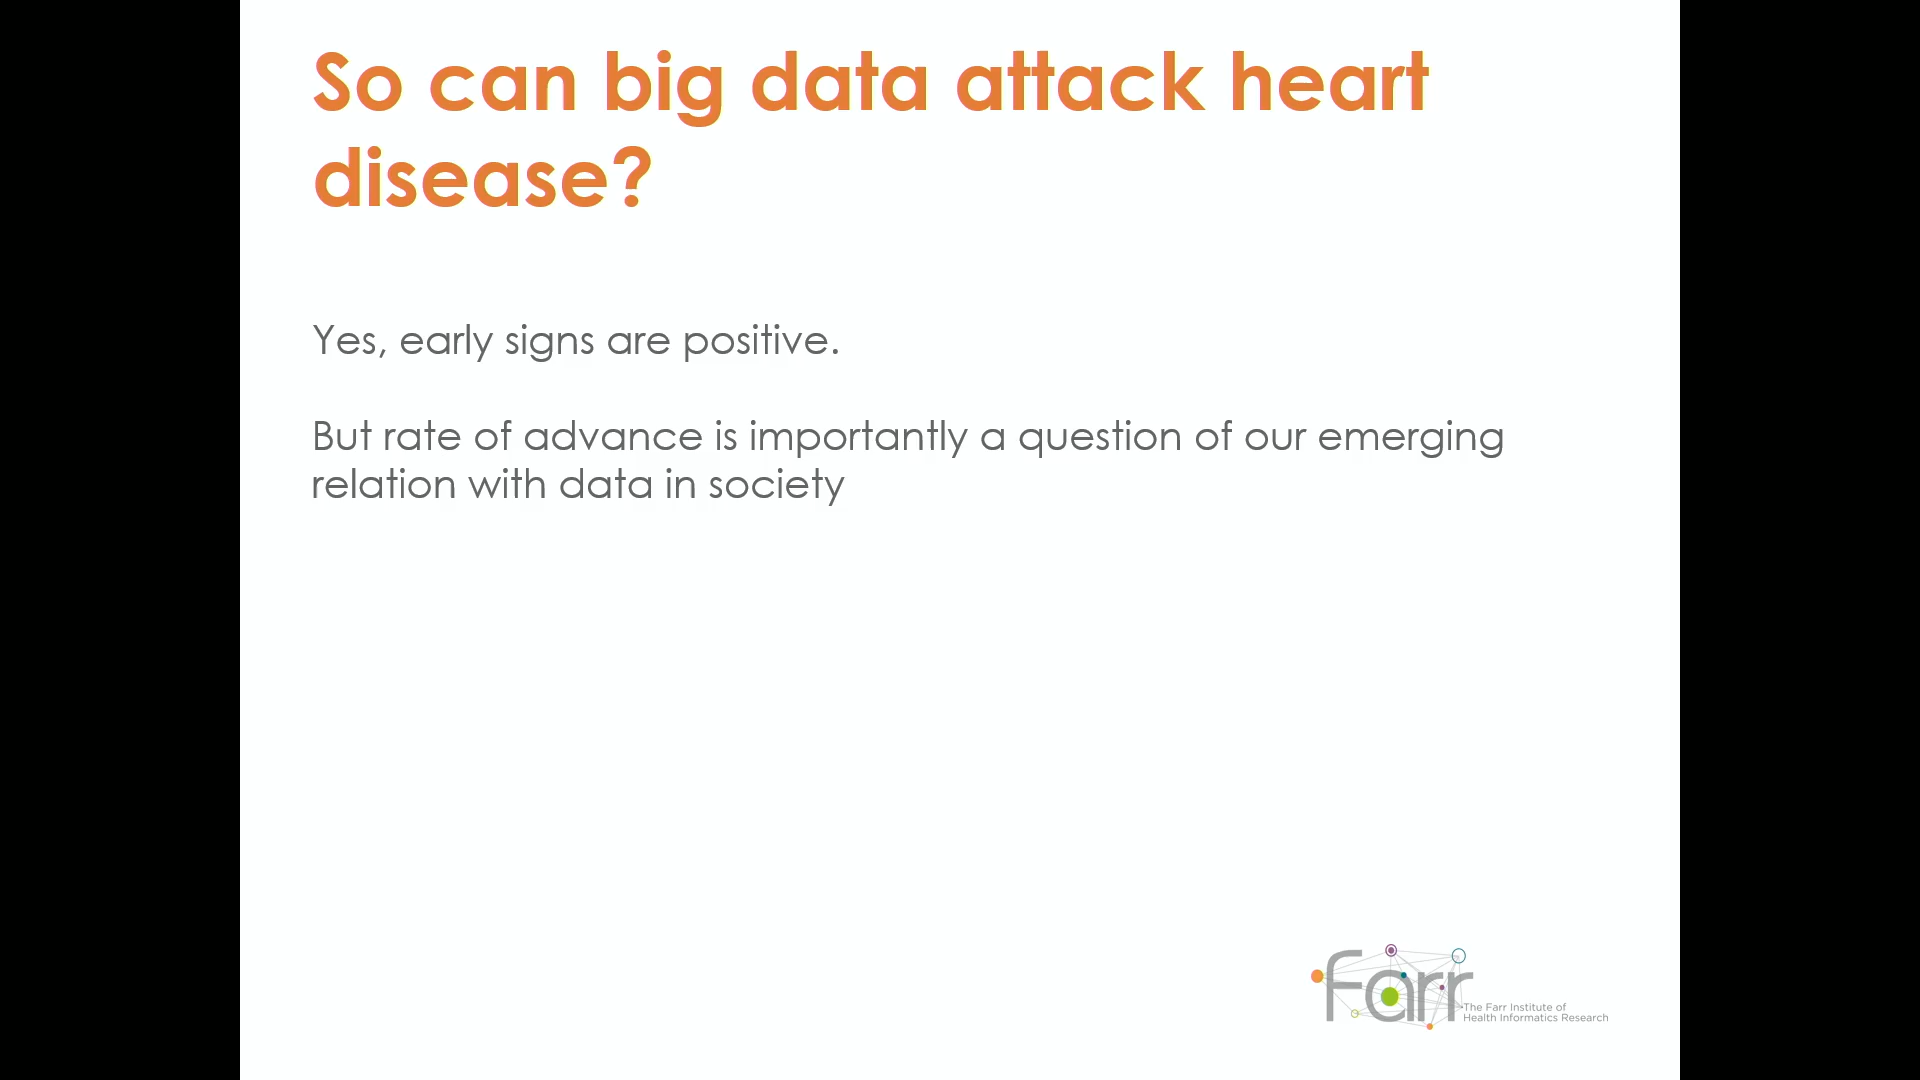 So can big data attack heart
disease?
Yes, early signs are positive.
But rate of advance is importantly a question of our emerging
relation with data in society
farr
The Farr Institute of
Health Informatics Research